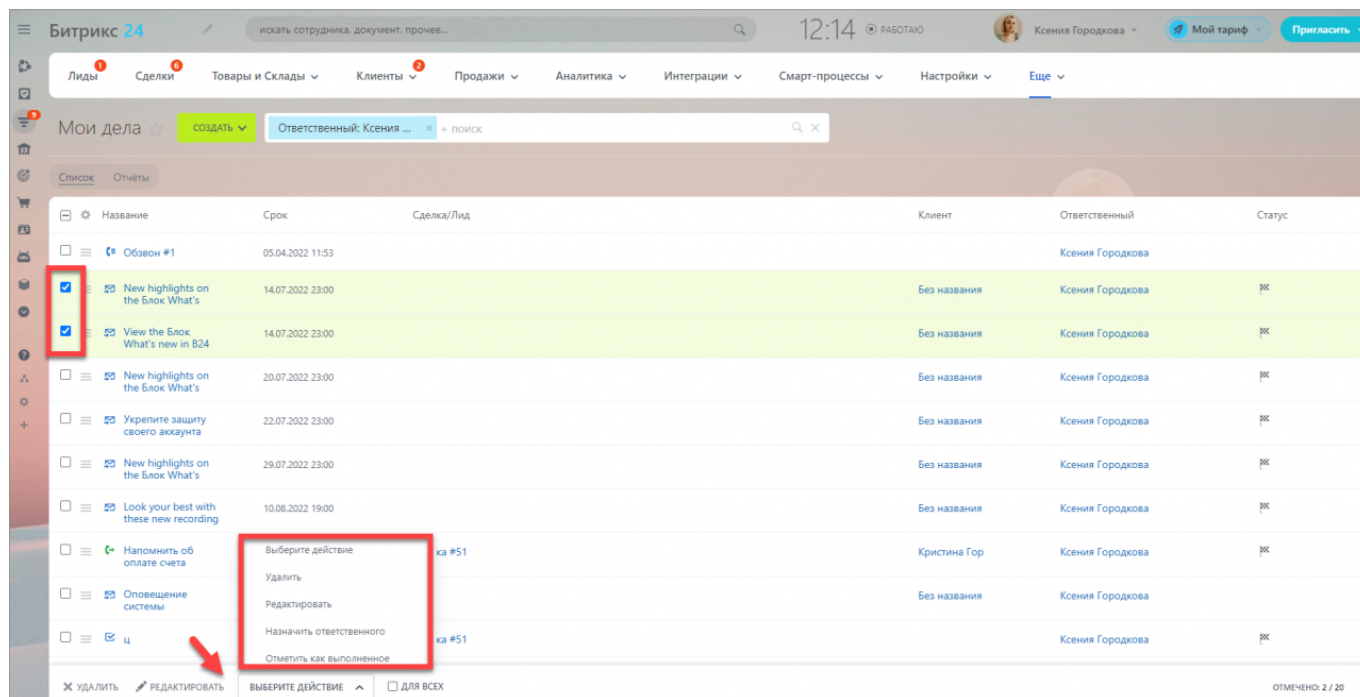 Битрикс 24
искать сотрудника, документ, прочее...
12:14
РАБОТАЮ
Ксения Городкова
Мой тариф
Пригласить
Лиды 1
Сделки 6
Товары и Склады
Клиенты 2
Продажи
Аналитика
Интеграции
Смарт-процессы
Настройки
Еще
9
Мои дела
СОЗДАТЬ
Ответственный: Ксения ... × + поиск
Список
Отчёты
Название
Срок
Сделка/Лид
Клиент
Ответственный
Статус
Обзвон #1
05.04.2022 11:53
Ксения Городкова
New highlights on
the Блок What's
14.07.2022 23:00
Без названия
Ксения Городкова
View the Блок
What's new in B24
14.07.2022 23:00
Без названия
Ксения Городкова
New highlights on
the Блок What's
20.07.2022 23:00
Без названия
Ксения Городкова
Укрепите защиту
своего аккаунта
22.07.2022 23:00
Без названия
Ксения Городкова
New highlights on
the Блок What's
29.07.2022 23:00
Без названия
Ксения Городкова
Look your best with
these new recording
10.08.2022 19:00
Без названия
Ксения Городкова
Напомнить об
оплате счета
ка #51
Кристина Гор
Ксения Городкова
Оповещение
системы
Без названия
Ксения Городкова
ц
ка #51
Ксения Городкова
Выберите действие
Удалить
Редактировать
Назначить ответственного
Отметить как выполненное
УДАЛИТЬ
РЕДАКТИРОВАТЬ
ВЫБЕРИТЕ ДЕЙСТВИЕ
ДЛЯ ВСЕХ
ОТМЕЧЕНО: 2 / 20